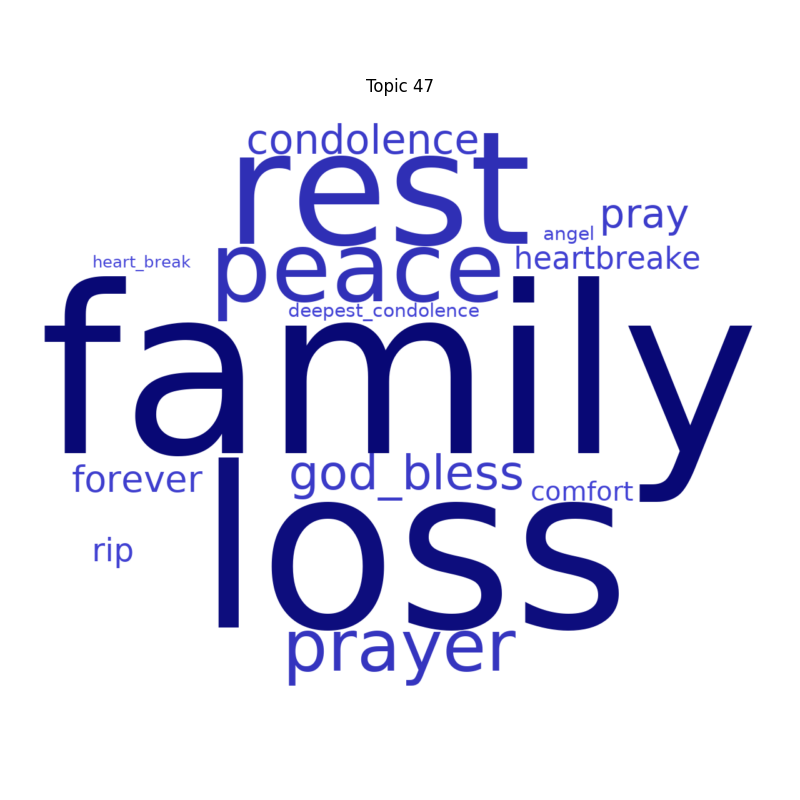 Topic 47
condolence
rest
pray
angel
peace
heartbreake
heart_break
deepest_condolence
family
forever
god_bless
comfort
loss
rip
prayer